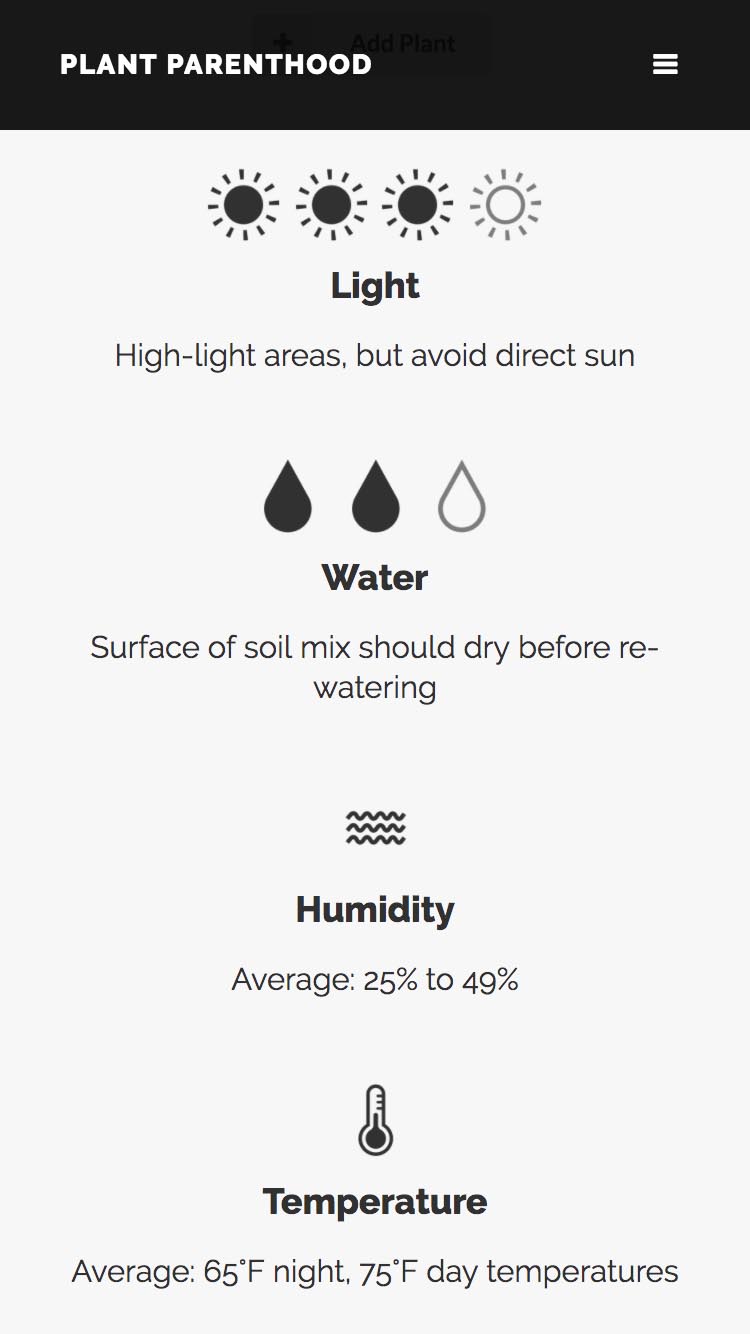 Add Plant
PLANT PARENTHOOD
Light
High-light areas, but avoid direct sun
Water
Surface of soil mix should dry before re-
watering
Humidity
Average: 25% to 49%
Temperature
Average: 65°F night, 75°F day temperatures